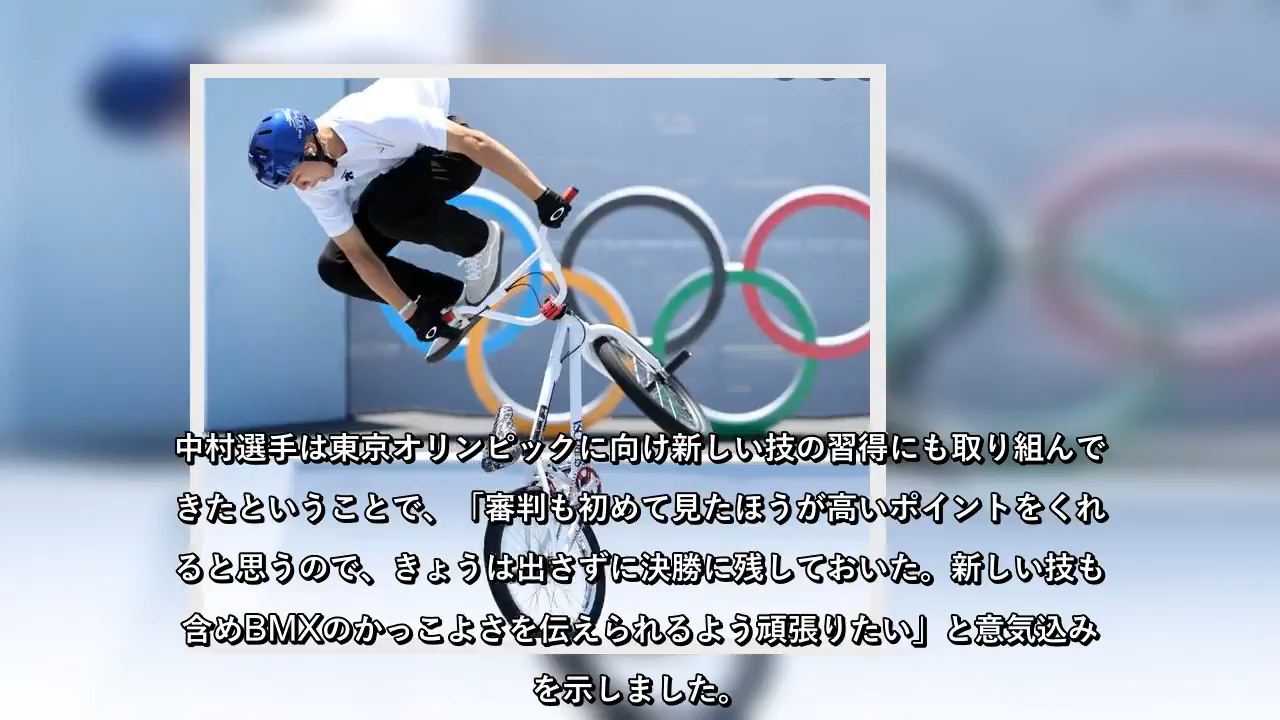 中村選手は東京オリンピックに向け新しい技の習得にも取り組んで
きたということで、「審判も初めて見たほうが高いポイントをくれ
ると思うので、きょうは出さずに決勝に残しておいた。新しい技も
含めBMXのかっこよさを伝えられるよう頑張りたい」と意気込み
を示しました。